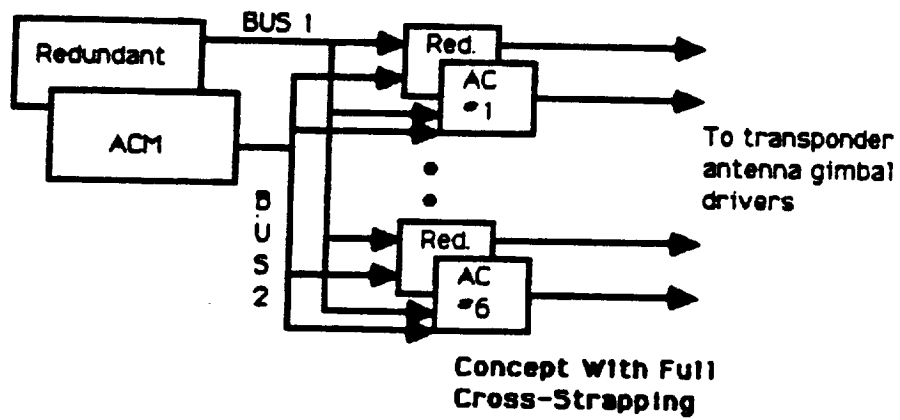 BUS 1
Redundant
ACM
Red.
AC
#1
To transponder
antenna gimbal
drivers
BUS 2
Red.
AC
#6
Concept With Full
Cross-Strapping